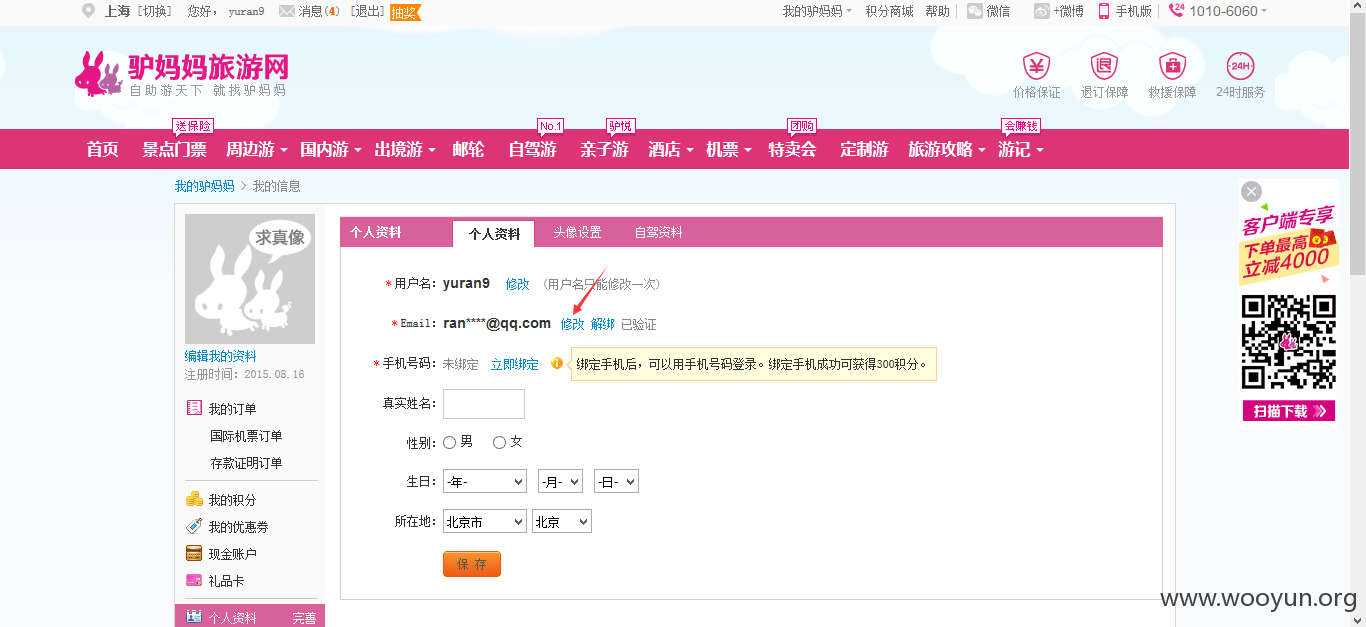 上海 [切换] 您好， yuran9 消息(4) [退出] 抽奖 我的驴妈妈 积分商城 帮助 微信 +微博 手机版 24 1010-6060
驴妈妈旅游网
自助游天下 就找驴妈妈
¥ 退 24H
价格保证 退订保障 救援保障 24时服务
送保险 No.1 驴悦 团购 会赚钱
首页 景点门票 周边游 国内游 出境游 邮轮 自驾游 亲子游 酒店 机票 特卖会 定制游 旅游攻略 游记
我的驴妈妈 > 我的信息
求真像
编辑我的资料
注册时间：2015.08.16
我的订单
国际机票订单
存款证明订单
我的积分
我的优惠券
现金账户
礼品卡
个人资料 完善
个人资料 个人资料 头像设置 自驾资料
*用户名： yuran9 修改 (用户名只能修改一次)
*Email： ran****@qq.com 修改 解绑 已验证
*手机号码： 未绑定 立即绑定 绑定手机后，可以用手机号码登录。绑定手机成功可获得300积分。
真实姓名：
性别： 男 女
生日： -年- -月- -日-
所在地： 北京市 北京
保 存
客户端专享
下单最高
立减4000
扫描下载
www.wooyun.org